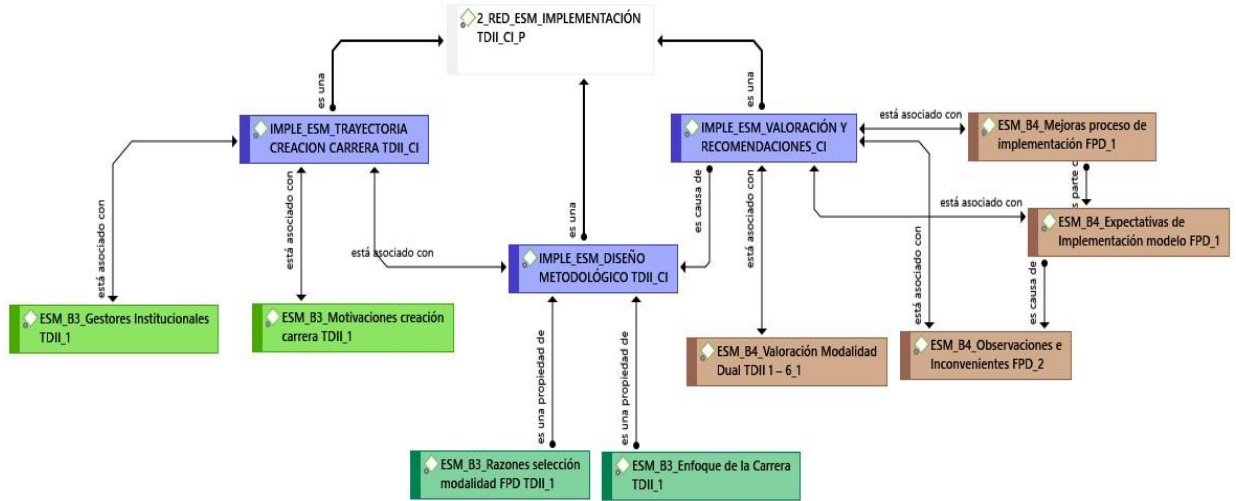 2_RED_ESM_IMPLEMENTACIÓN
TDII_CI_P
es una
es una
es una
IMPLE_ESM_TRAYECTORIA
CREACION CARRERA TDII_CI
IMPLE_ESM_VALORACIÓN Y
RECOMENDACIONES_CI
está asociado con
ESM_B4_Mejoras proceso de
implementación FPD_1
está asociado con
está asociado con
está asociado con
es causa de
está asociado con
está asociado con
está asociado con
parte
ESM_B4_Expectativas de
Implementación modelo FPD_1
IMPLE_ESM_DISEÑO
METODOLÓGICO TDII_CI
es causa de
ESM_B3_Gestores Institucionales
TDII_1
ESM_B3_Motivaciones creación
carrera TDII_1
ESM_B4_Valoración Modalidad
Dual TDII 1 – 6_1
ESM_B4_Observaciones e
Inconvenientes FPD_2
es una propiedad de
es una propiedad de
ESM_B3_Razones selección
modalidad FPD TDII_1
ESM_B3_Enfoque de la Carrera
TDII_1